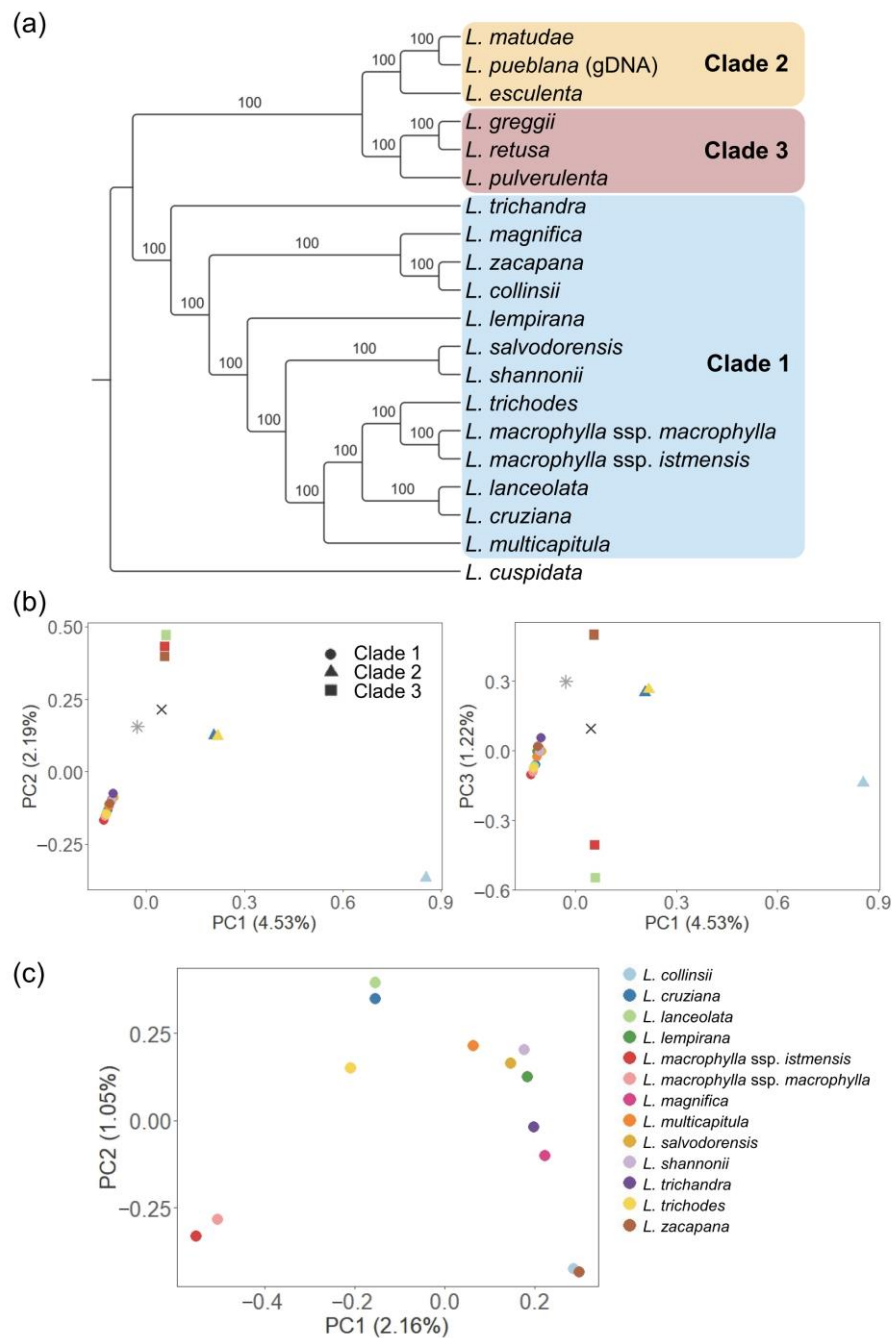 (a)
100
L. matudae
100
L. pueblana (gDNA)
Clade 2
L. esculenta
100
100
L. greggii
100
L. retusa
Clade 3
L. pulverulenta
L. trichandra
100
L. magnifica
100
L. zacapana
100
L. collinsii
100
L. lempirana
100
L. salvodorensis
100
L. shannonii
Clade 1
100
L. trichodes
100
L. macrophylla ssp. macrophylla
100
L. macrophylla ssp. istmensis
100
100
L. lanceolata
100
L. cruziana
100
L. multicapitula
L. cuspidata
(b)
0.50
0.25
0.00
−0.25
PC2 (2.19%)
Clade 1
Clade 2
Clade 3
0.0 0.3 0.6 0.9
PC1 (4.53%)
0.3
0.0
−0.3
−0.6
PC3 (1.22%)
0.0 0.3 0.6 0.9
PC1 (4.53%)
(c)
0.25
0.00
−0.25
PC2 (1.05%)
−0.4 −0.2 0.0 0.2
PC1 (2.16%)
L. collinsii
L. cruziana
L. lanceolata
L. lempirana
L. macrophylla ssp. istmensis
L. macrophylla ssp. macrophylla
L. magnifica
L. multicapitula
L. salvodorensis
L. shannonii
L. trichandra
L. trichodes
L. zacapana